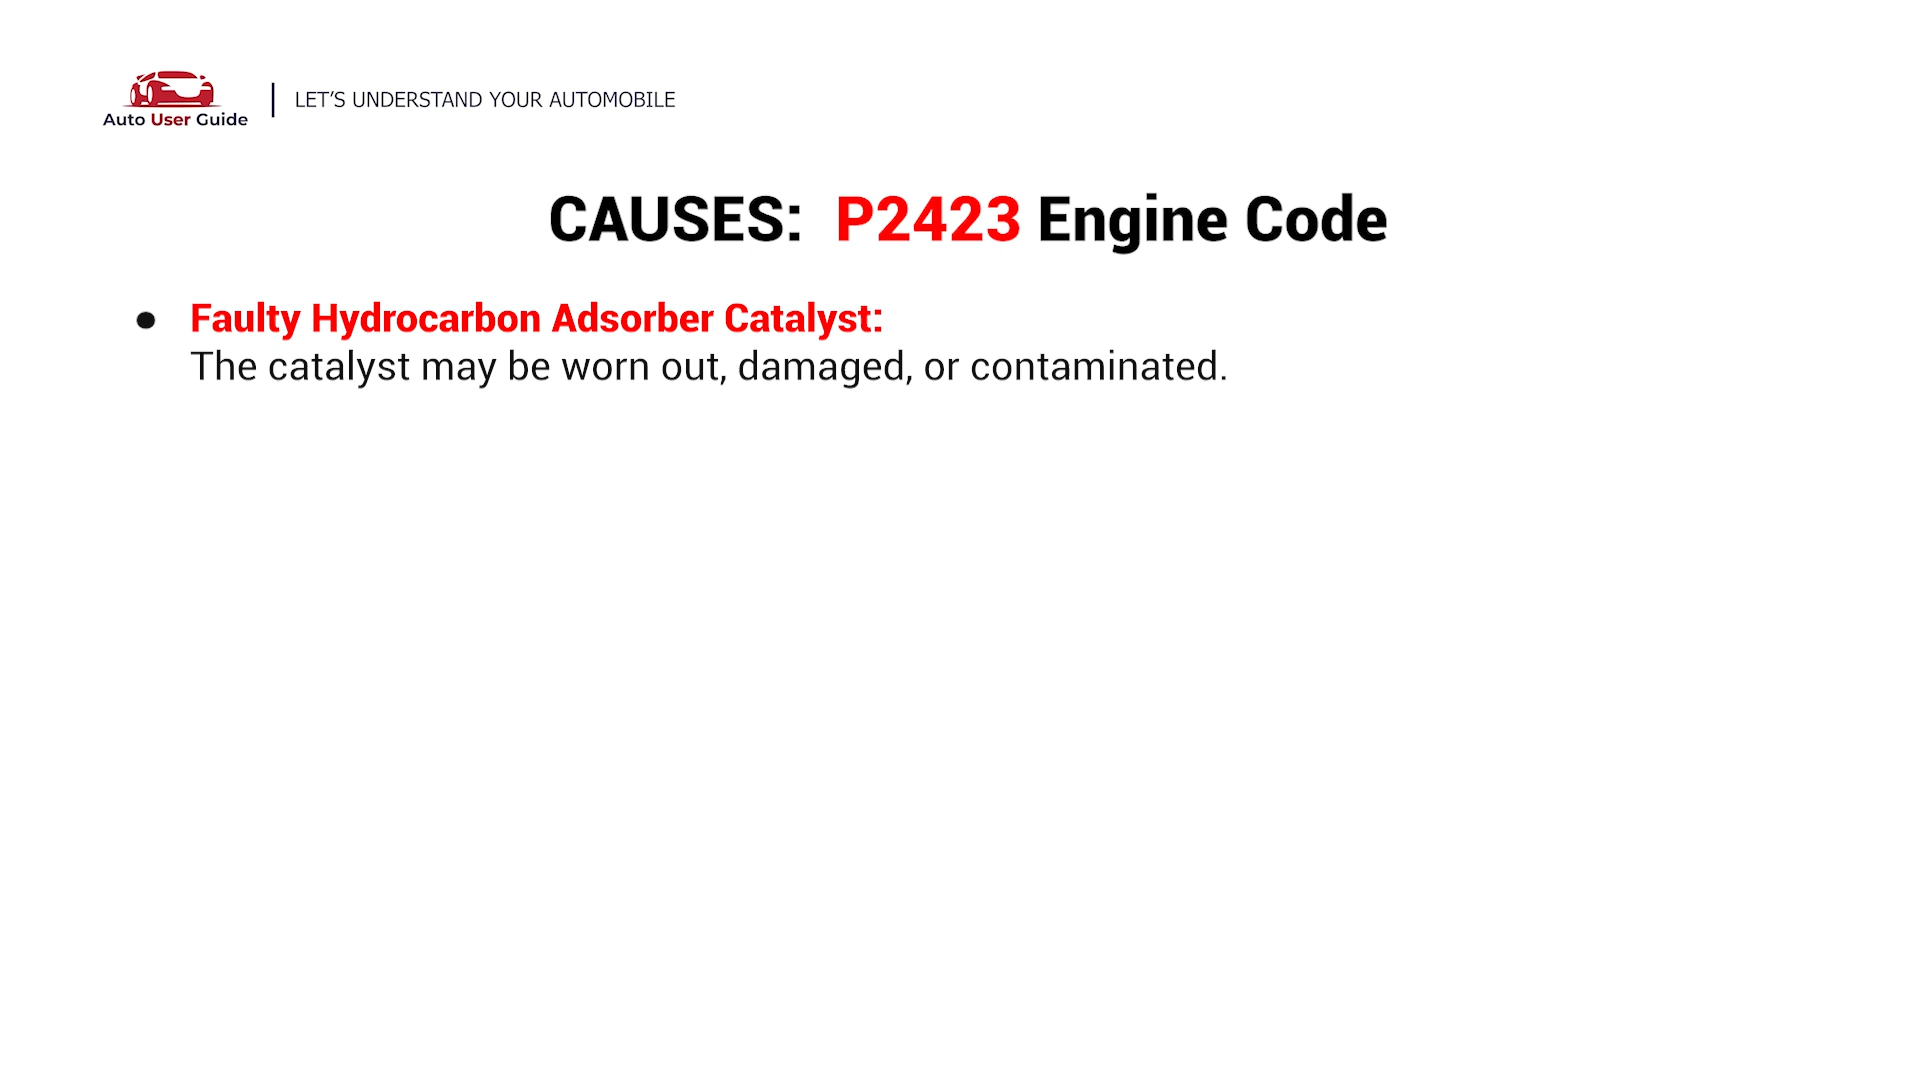 Auto User Guide
LET'S UNDERSTAND YOUR AUTOMOBILE
CAUSES: P2423 Engine Code
● Faulty Hydrocarbon Adsorber Catalyst:
The catalyst may be worn out, damaged, or contaminated.